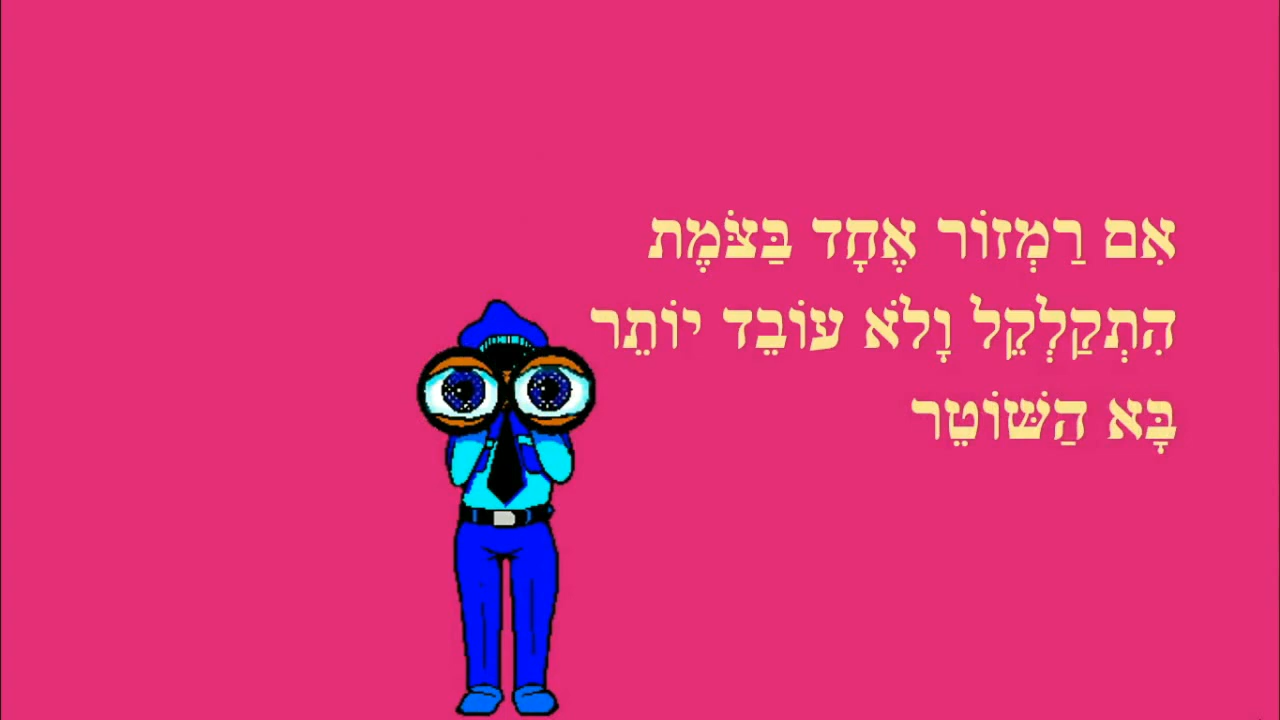 אִם רַמְזוֹר אֶחָד בַּצֹּמֶת
הִתְקַלְקֵל וָלֹא עוֹבֵד יוֹתֵר
בָּא הַשּׁוֹטֵר